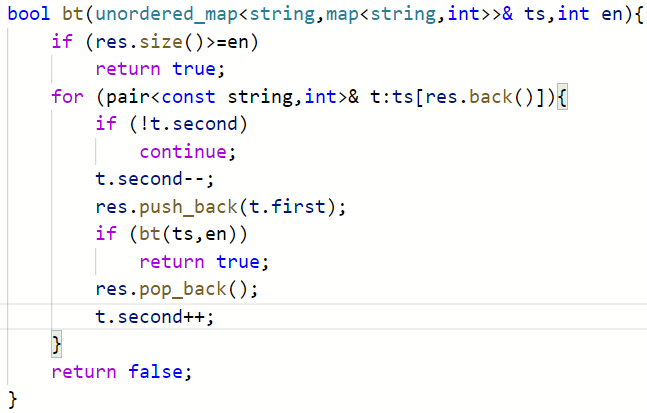 bool bt(unordered_map<string,map<string,int>>& ts,int en){
    if (res.size()>=en)
        return true;
    for (pair<const string,int>& t:ts[res.back()]){
        if (!t.second)
            continue;
        t.second--;
        res.push_back(t.first);
        if (bt(ts,en))
            return true;
        res.pop_back();
        t.second++;
    }
    return false;
}